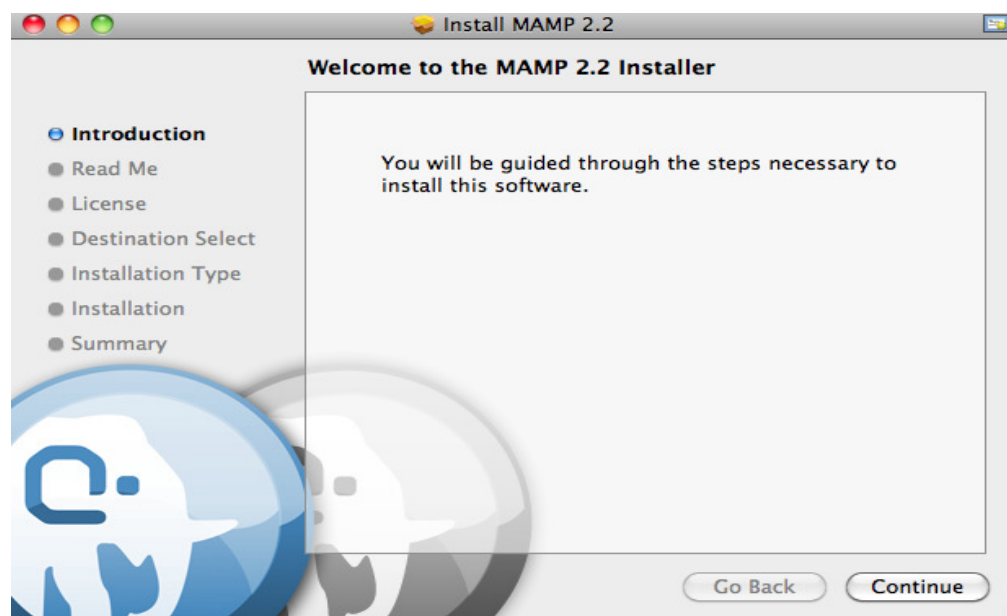 Install MAMP 2.2
Welcome to the MAMP 2.2 Installer
Introduction
Read Me
License
Destination Select
Installation Type
Installation
Summary
You will be guided through the steps necessary to
install this software.
Go Back
Continue